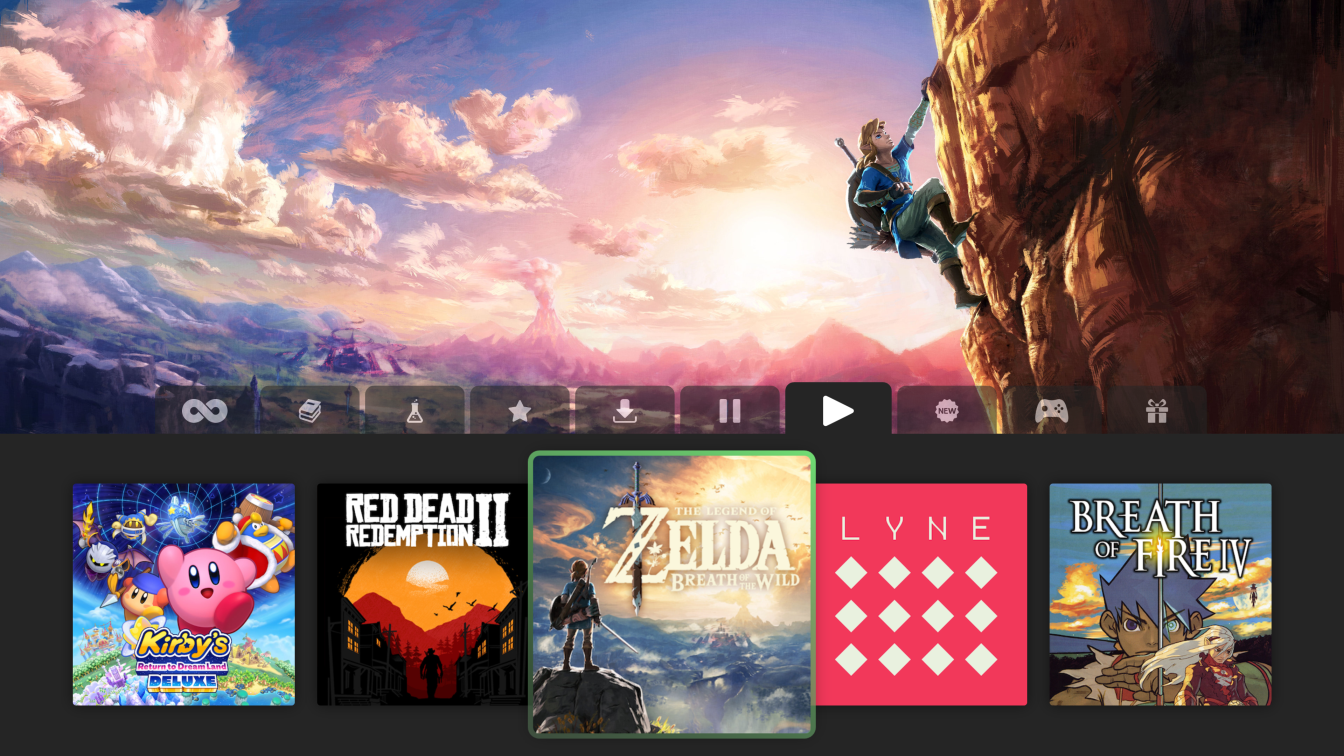 NEW
Kirby's
Return to Dream Land
DELUXE
RED DEAD
REDEMPTION II
THE LEGEND OF
ZELDA
BREATH OF THE WILD
LYNE
BREATH
OF FIRE IV